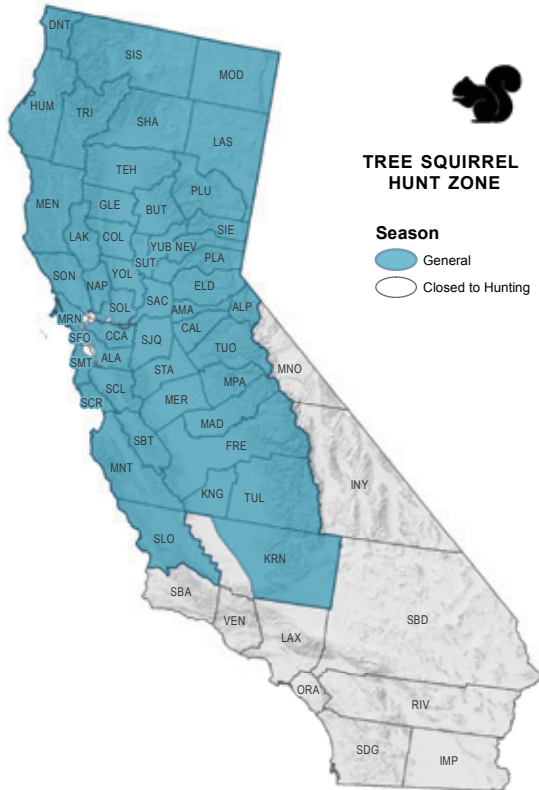 DNT
SIS
MOD
HUM
TRI
SHA
LAS
TREE SQUIRREL
HUNT ZONE
TEH
PLU
MEN
GLE
BUT
Season
LAK
COL
YUB
NEV
SIE
General
SUT
PLA
SON
NAP
YOL
ELD
Closed to Hunting
SOL
SAC
AMA
ALP
MRN
SFO
CCA
SJQ
CAL
TUO
SMT
ALA
MNO
STA
MPA
SCL
SCR
MER
MAD
SBT
FRE
MNT
INY
KNG
TUL
SLO
KRN
SBA
VEN
LAX
SBD
ORA
RIV
SDG
IMP